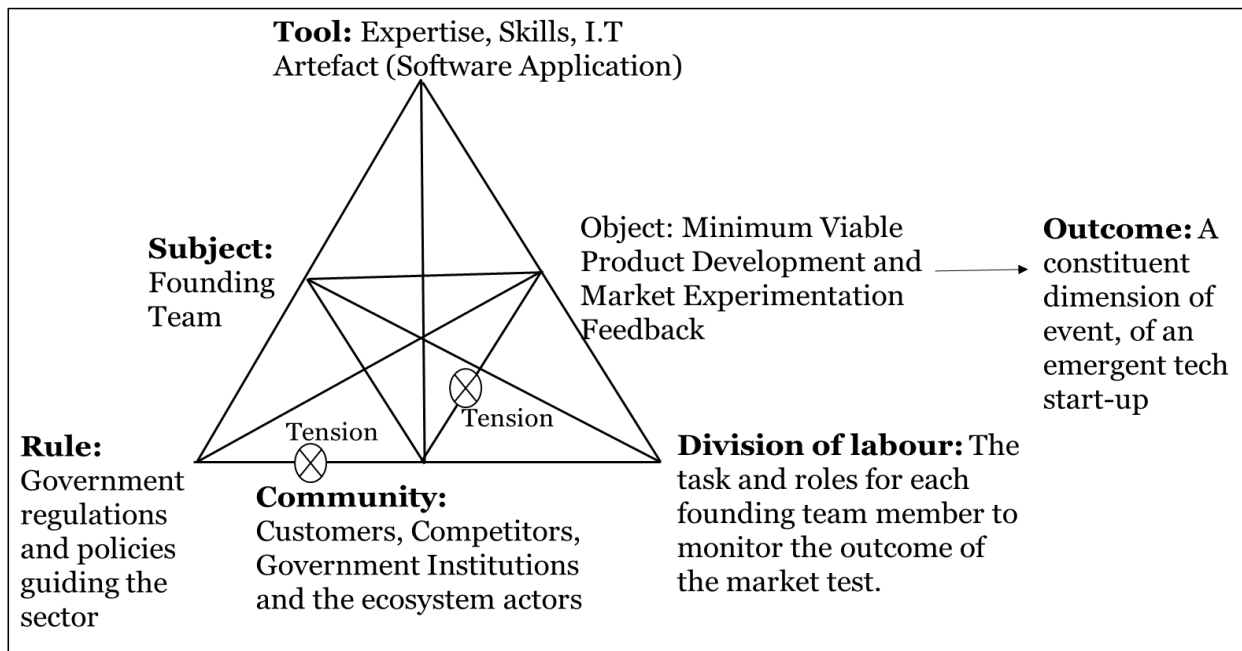 Tool: Expertise, Skills, I.T
Artefact (Software Application)
Subject:
Founding
Team
Object: Minimum Viable
Product Development and
Market Experimentation
Feedback
Outcome: A
constituent
dimension of
event, of an
emergent tech
start-up
Tension
Tension
Rule:
Government
regulations
and policies
guiding the
sector
Community:
Customers, Competitors,
Government Institutions
and the ecosystem actors
Division of labour: The
task and roles for each
founding team member to
monitor the outcome of
the market test.